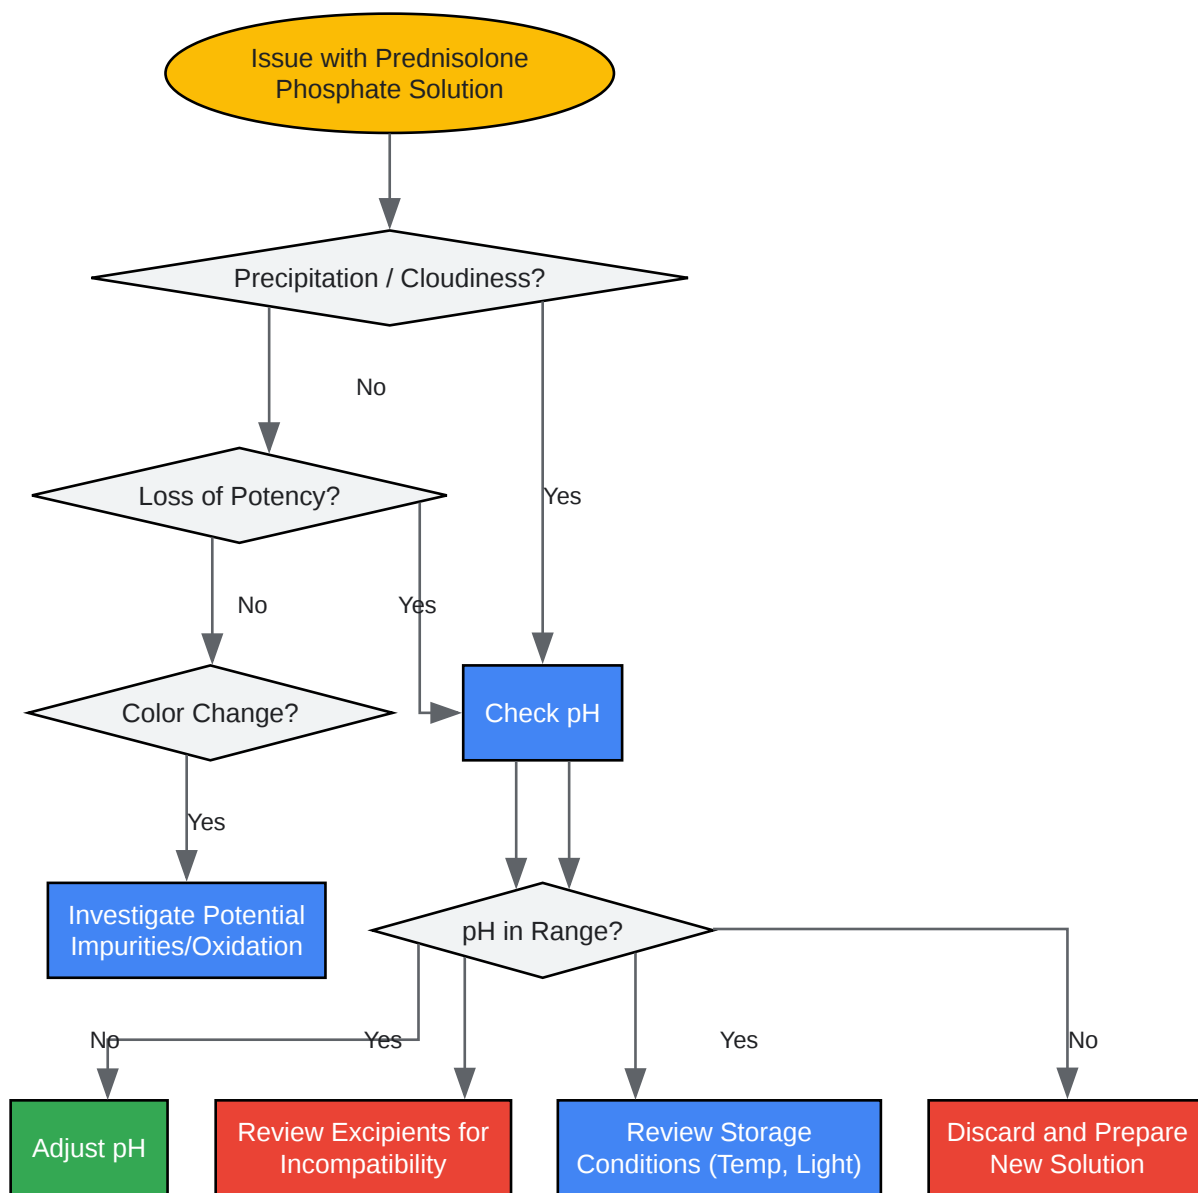 Issue with Prednisolone
Phosphate Solution
Precipitation / Cloudiness?
No
Loss of Potency?
Yes
No
Yes
Color Change?
Check pH
Yes
Investigate Potential
Impurities/Oxidation
pH in Range?
No
Yes
Yes
No
Adjust pH
Review Excipients for
Incompatibility
Review Storage
Conditions (Temp, Light)
Discard and Prepare
New Solution